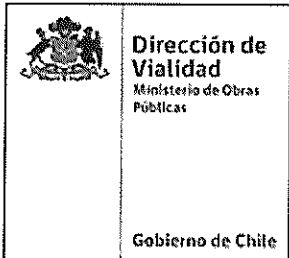 Dirección de
Vialidad
Ministerio de Obras
Públicas
Gobierno de Chile